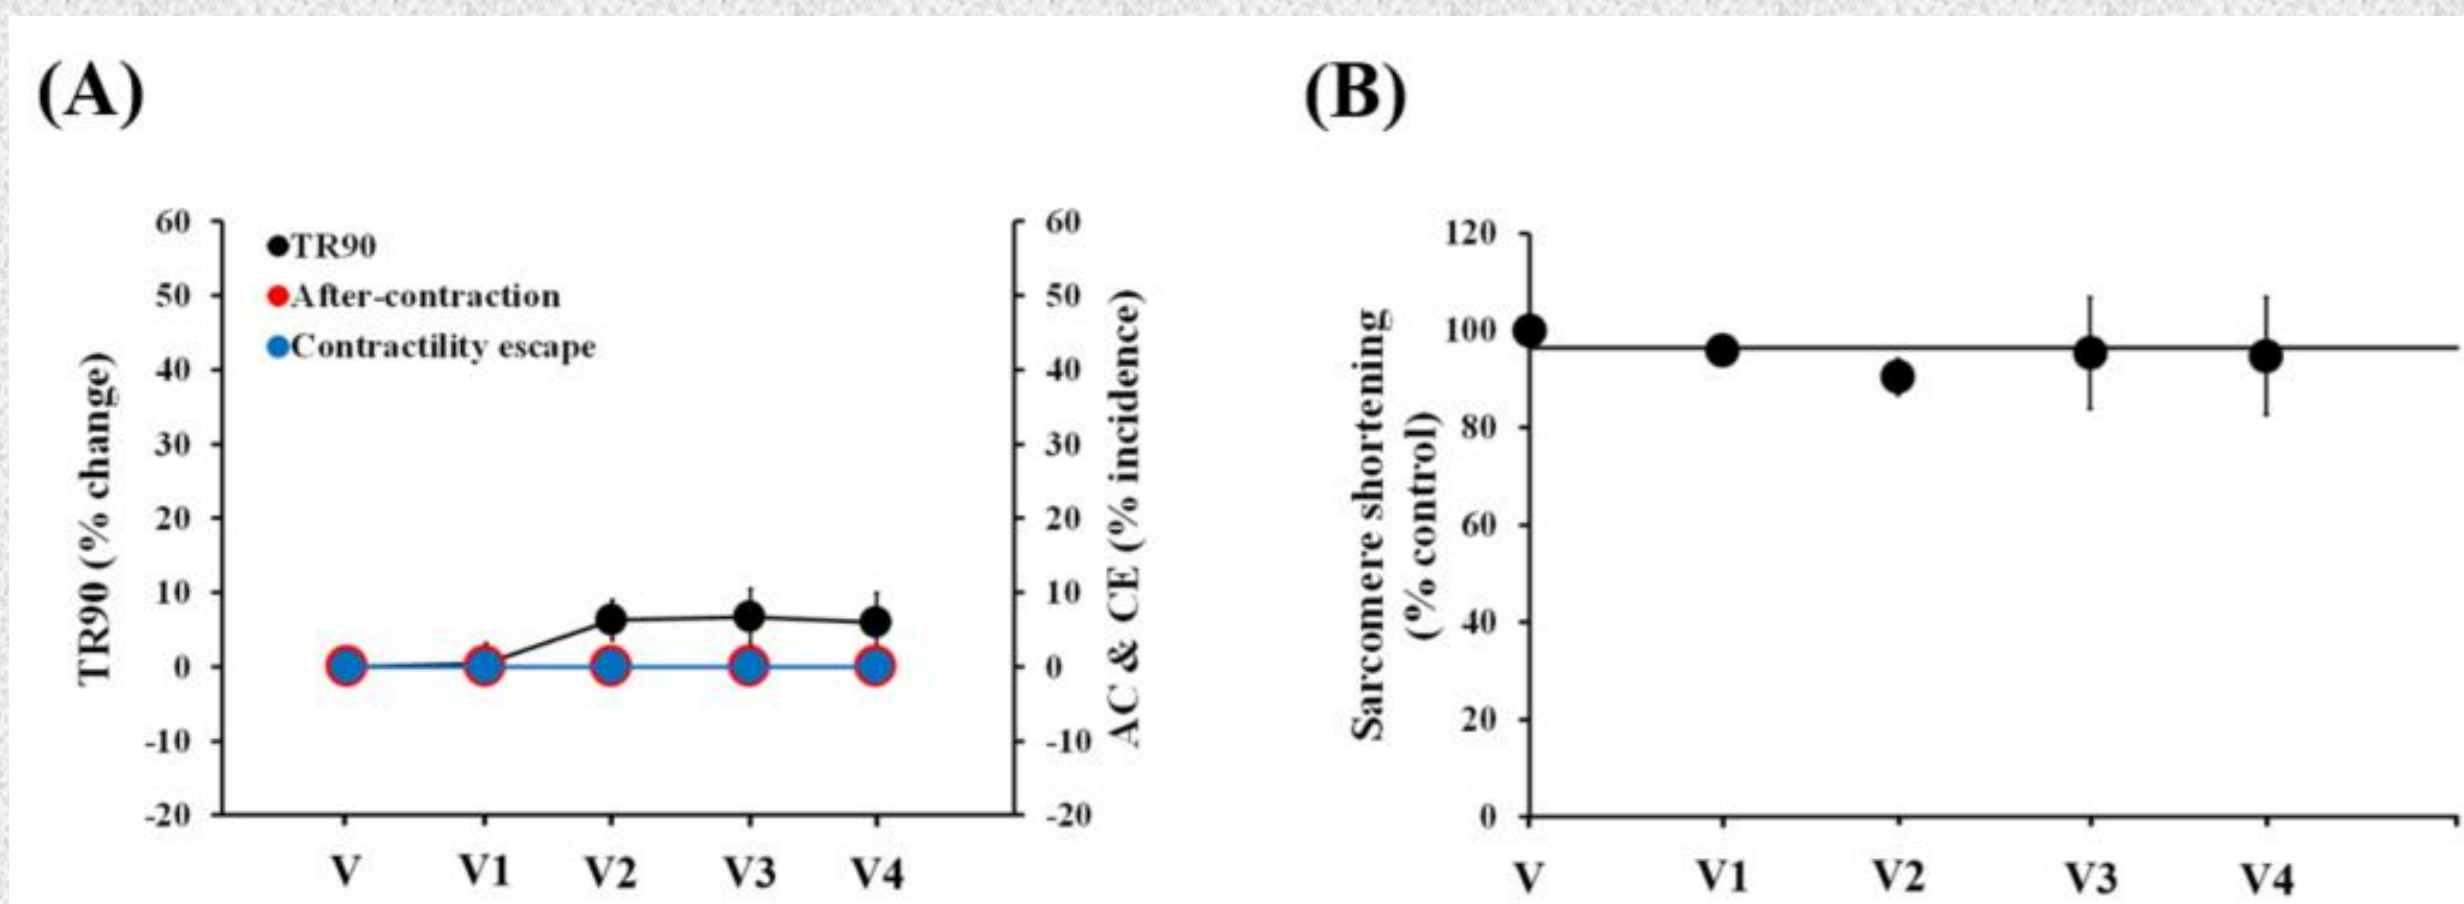 (A)
(B)
TR90 (% change)
60
50
40
30
20
10
0
-10
-20
TR90
After-contraction
Contractility escape
60
50
40
30
20
10
0
-10
-20
AC & CE (% incidence)
V V1 V2 V3 V4
Sarcomere shortening
(% control)
120
100
80
60
40
20
0
V V1 V2 V3 V4